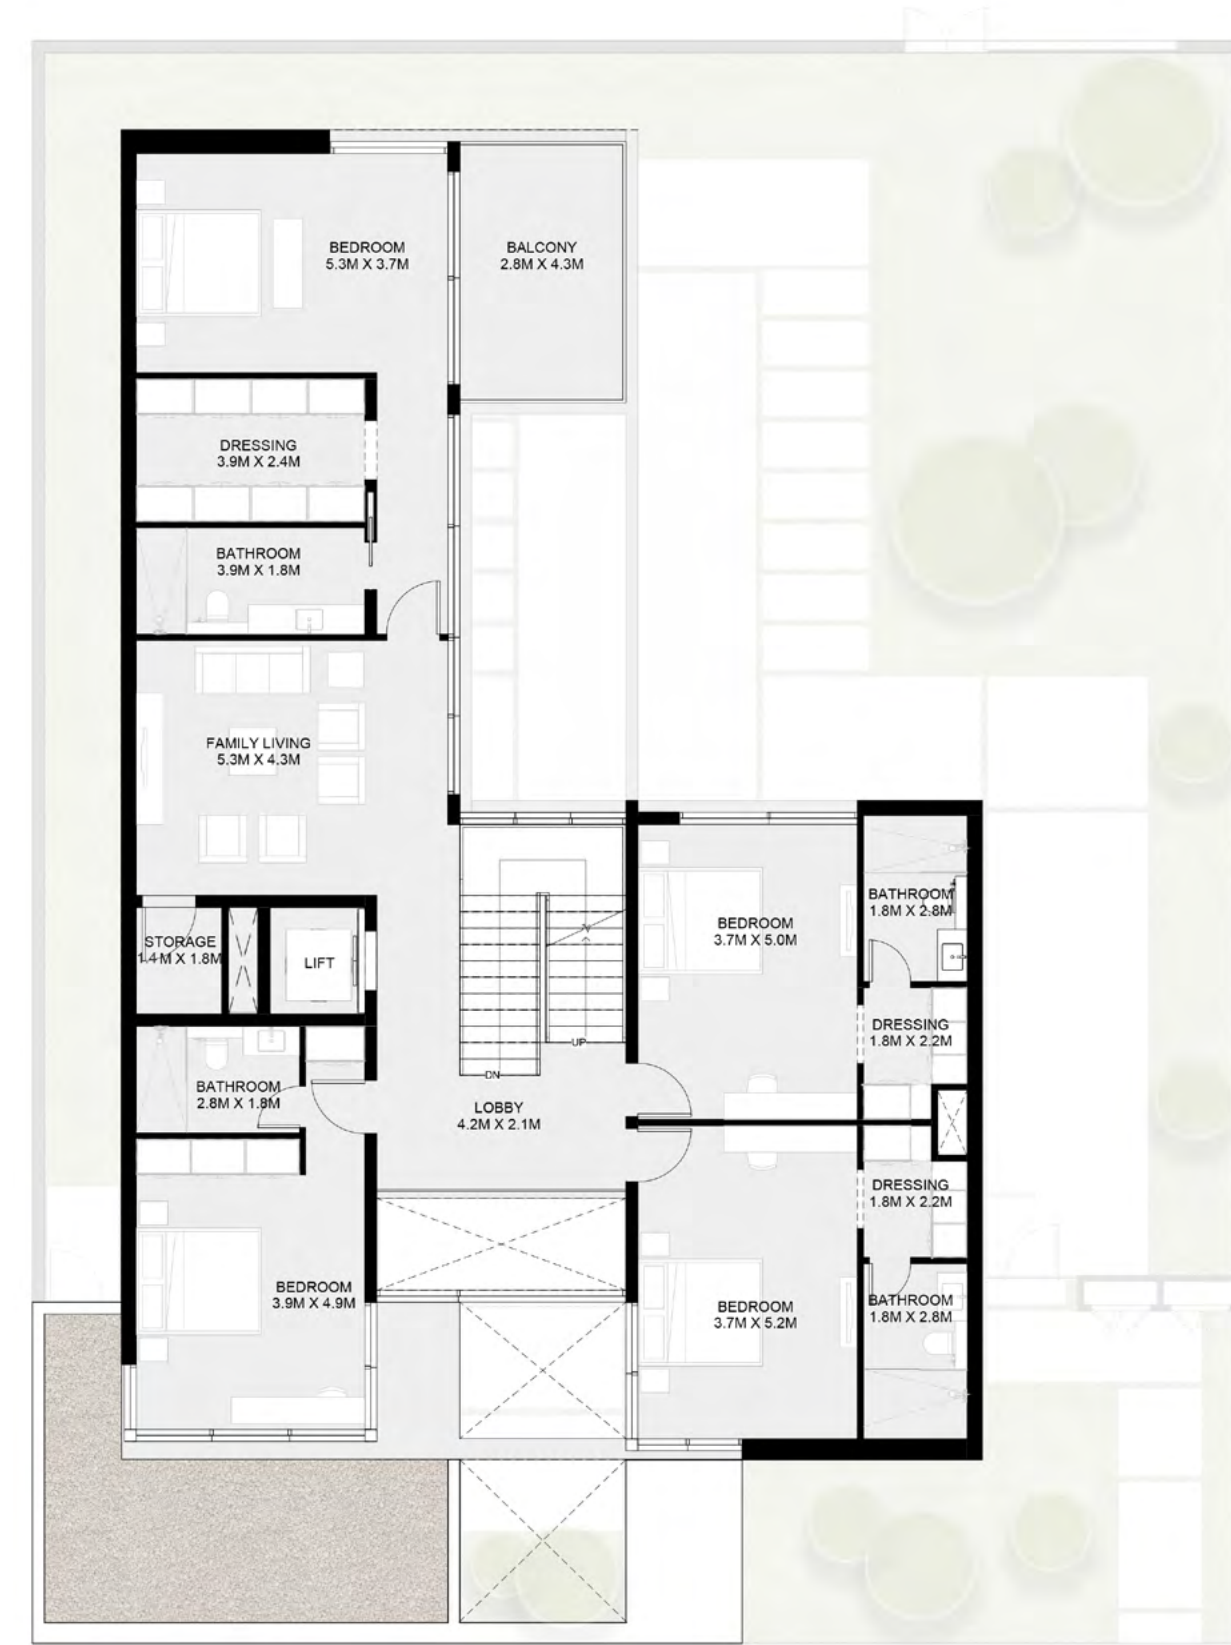 BEDROOM
5.3M X 3.7M
BALCONY
2.8M X 4.3M
DRESSING
3.9M X 2.4M
BATHROOM
3.9M X 1.8M
FAMILY LIVING
5.3M X 4.3M
BATHROOM
1.8M X 2.8M
BEDROOM
3.7M X 5.0M
STORAGE
1.4M X 1.8M
LIFT
DRESSING
1.8M X 2.2M
UP
DN
BATHROOM
2.8M X 1.8M
LOBBY
4.2M X 2.1M
DRESSING
1.8M X 2.2M
BEDROOM
3.9M X 4.9M
BEDROOM
3.7M X 5.2M
BATHROOM
1.8M X 2.8M